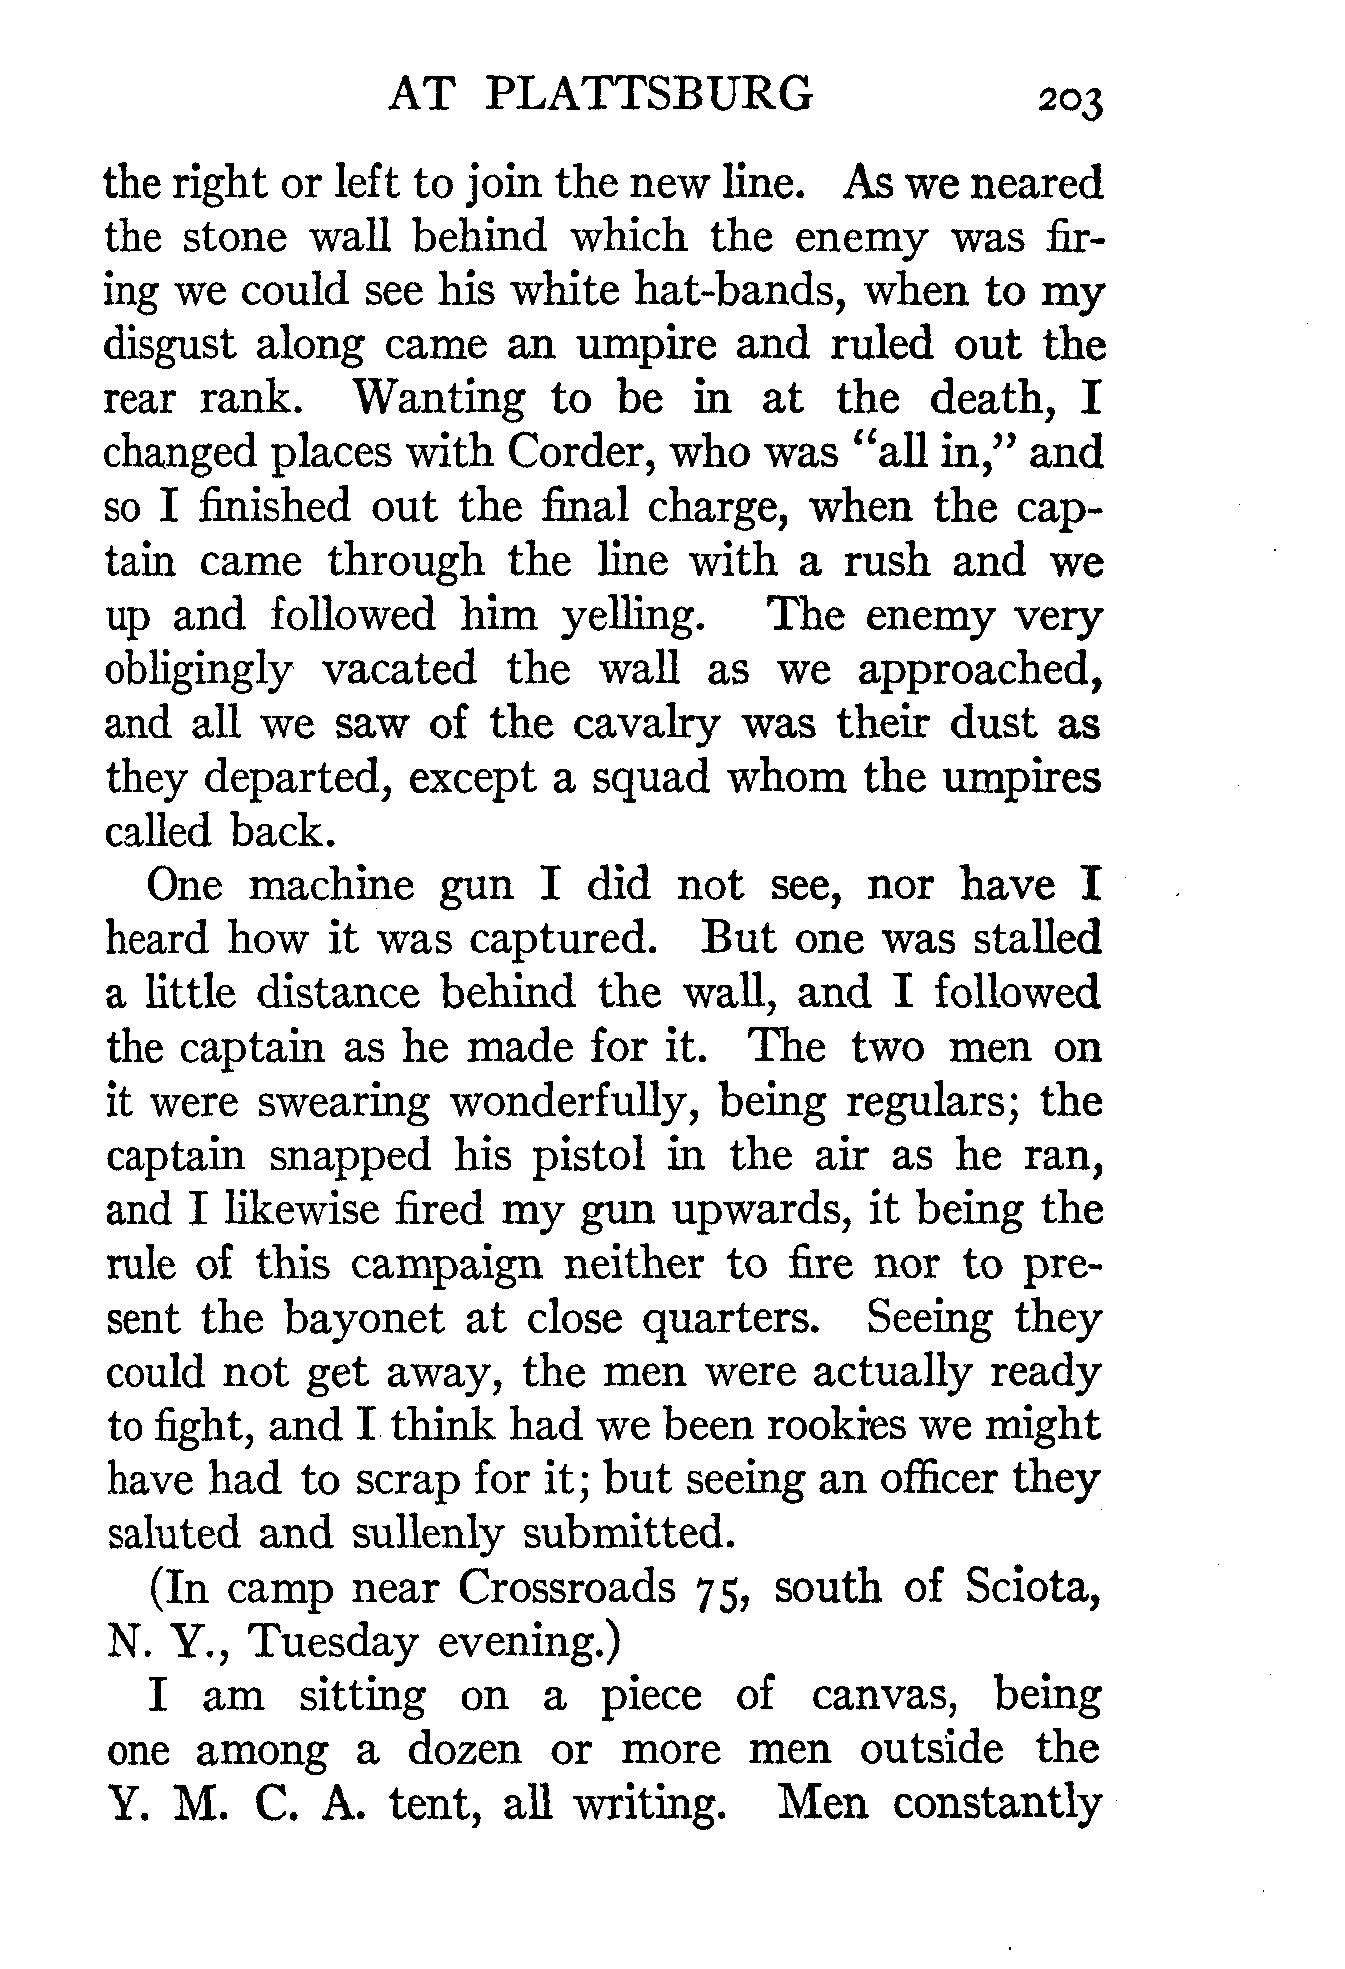 AT PLATTSBURG 203
the right or left to join the new line. As we neared
the stone wall behind which the enemy was fir-
ing we could see his white hat-bands, when to my
disgust along came an umpire and ruled out the
rear rank. Wanting to be in at the death, I
changed places with Corder, who was “all in,” and
so I finished out the final charge, when the cap-
tain came through the line with a rush and we
up and followed him yelling. The enemy very
obligingly vacated the wall as we approached,
and all we saw of the cavalry was their dust as
they departed, except a squad whom the umpires
called back.
One machine gun I did not see, nor have I
heard how it was captured. But one was stalled
a little distance behind the wall, and I followed
the captain as he made for it. The two men on
it were swearing wonderfully, being regulars; the
captain snapped his pistol in the air as he ran,
and I likewise fired my gun upwards, it being the
rule of this campaign neither to fire nor to pre-
sent the bayonet at close quarters. Seeing they
could not get away, the men were actually ready
to fight, and I think had we been rookies we might
have had to scrap for it; but seeing an officer they
saluted and sullenly submitted.
(In camp near Crossroads 75, south of Sciota,
N. Y., Tuesday evening.)
I am sitting on a piece of canvas, being
one among a dozen or more men outside the
Y. M. C. A. tent, all writing. Men constantly